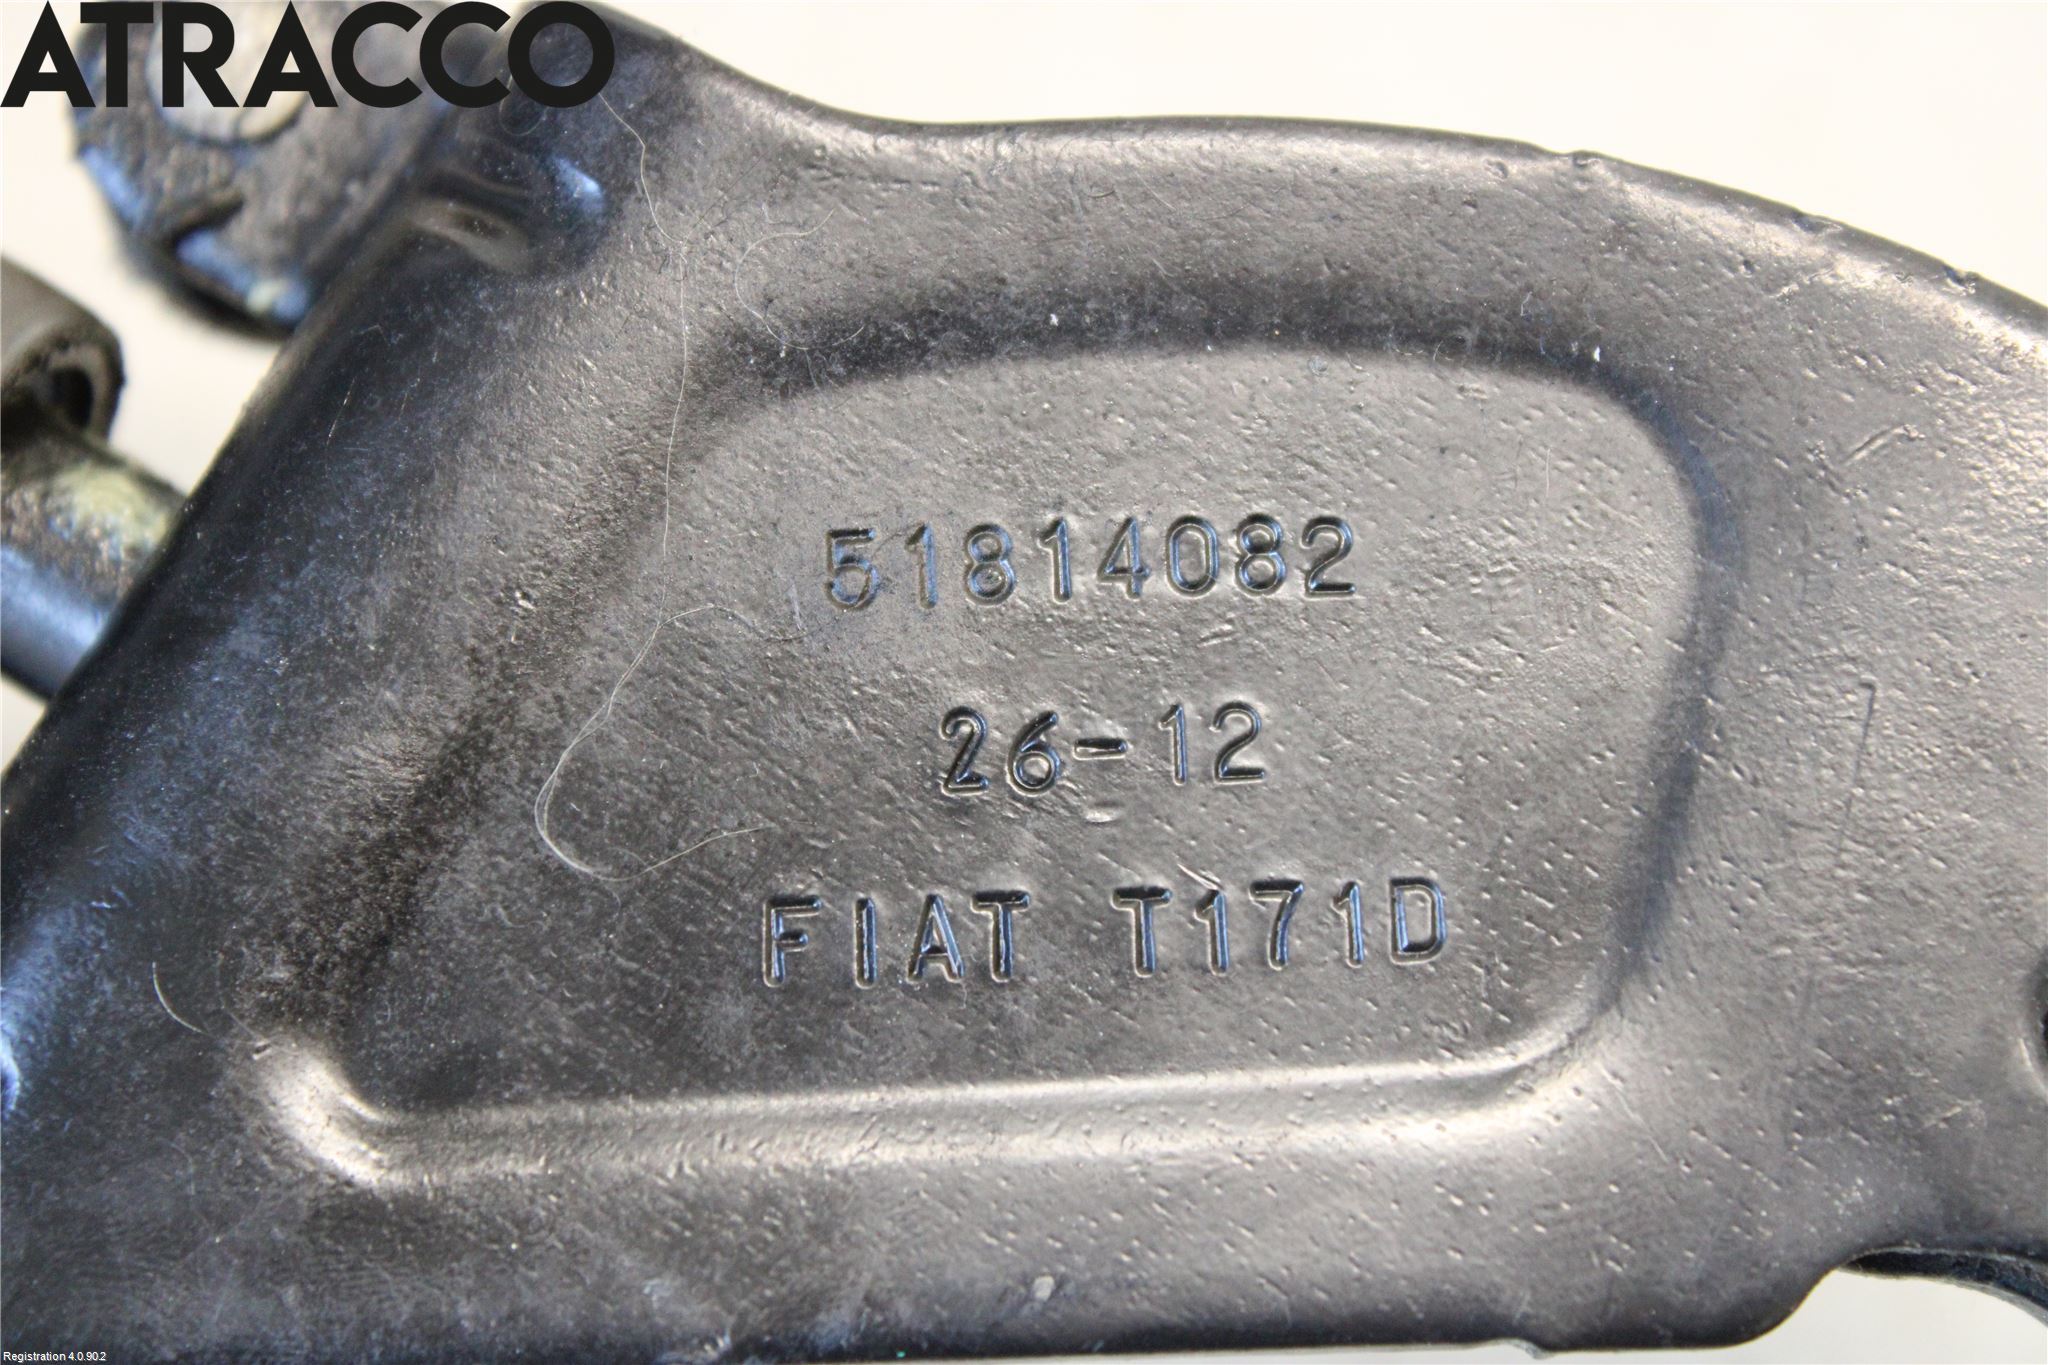 ATRACCO
51814082
26-12
FIAT T171D
Registration 4.0.90.2